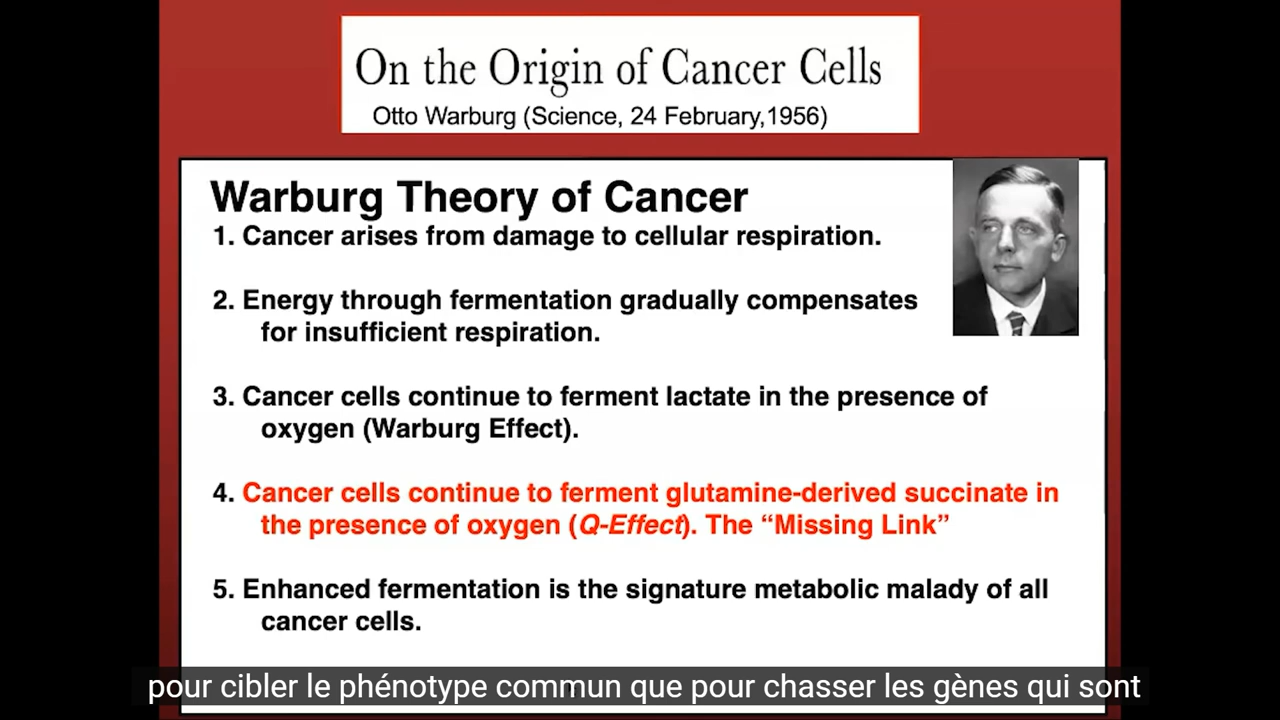 On the Origin of Cancer Cells
Otto Warburg (Science, 24 February,1956)
Warburg Theory of Cancer
1. Cancer arises from damage to cellular respiration.
2. Energy through fermentation gradually compensates
for insufficient respiration.
3. Cancer cells continue to ferment lactate in the presence of
oxygen (Warburg Effect).
4. Cancer cells continue to ferment glutamine-derived succinate in
the presence of oxygen (Q-Effect). The “Missing Link”
5. Enhanced fermentation is the signature metabolic malady of all
cancer cells.
pour cibler le phénotype commun que pour chasser les gènes qui sont